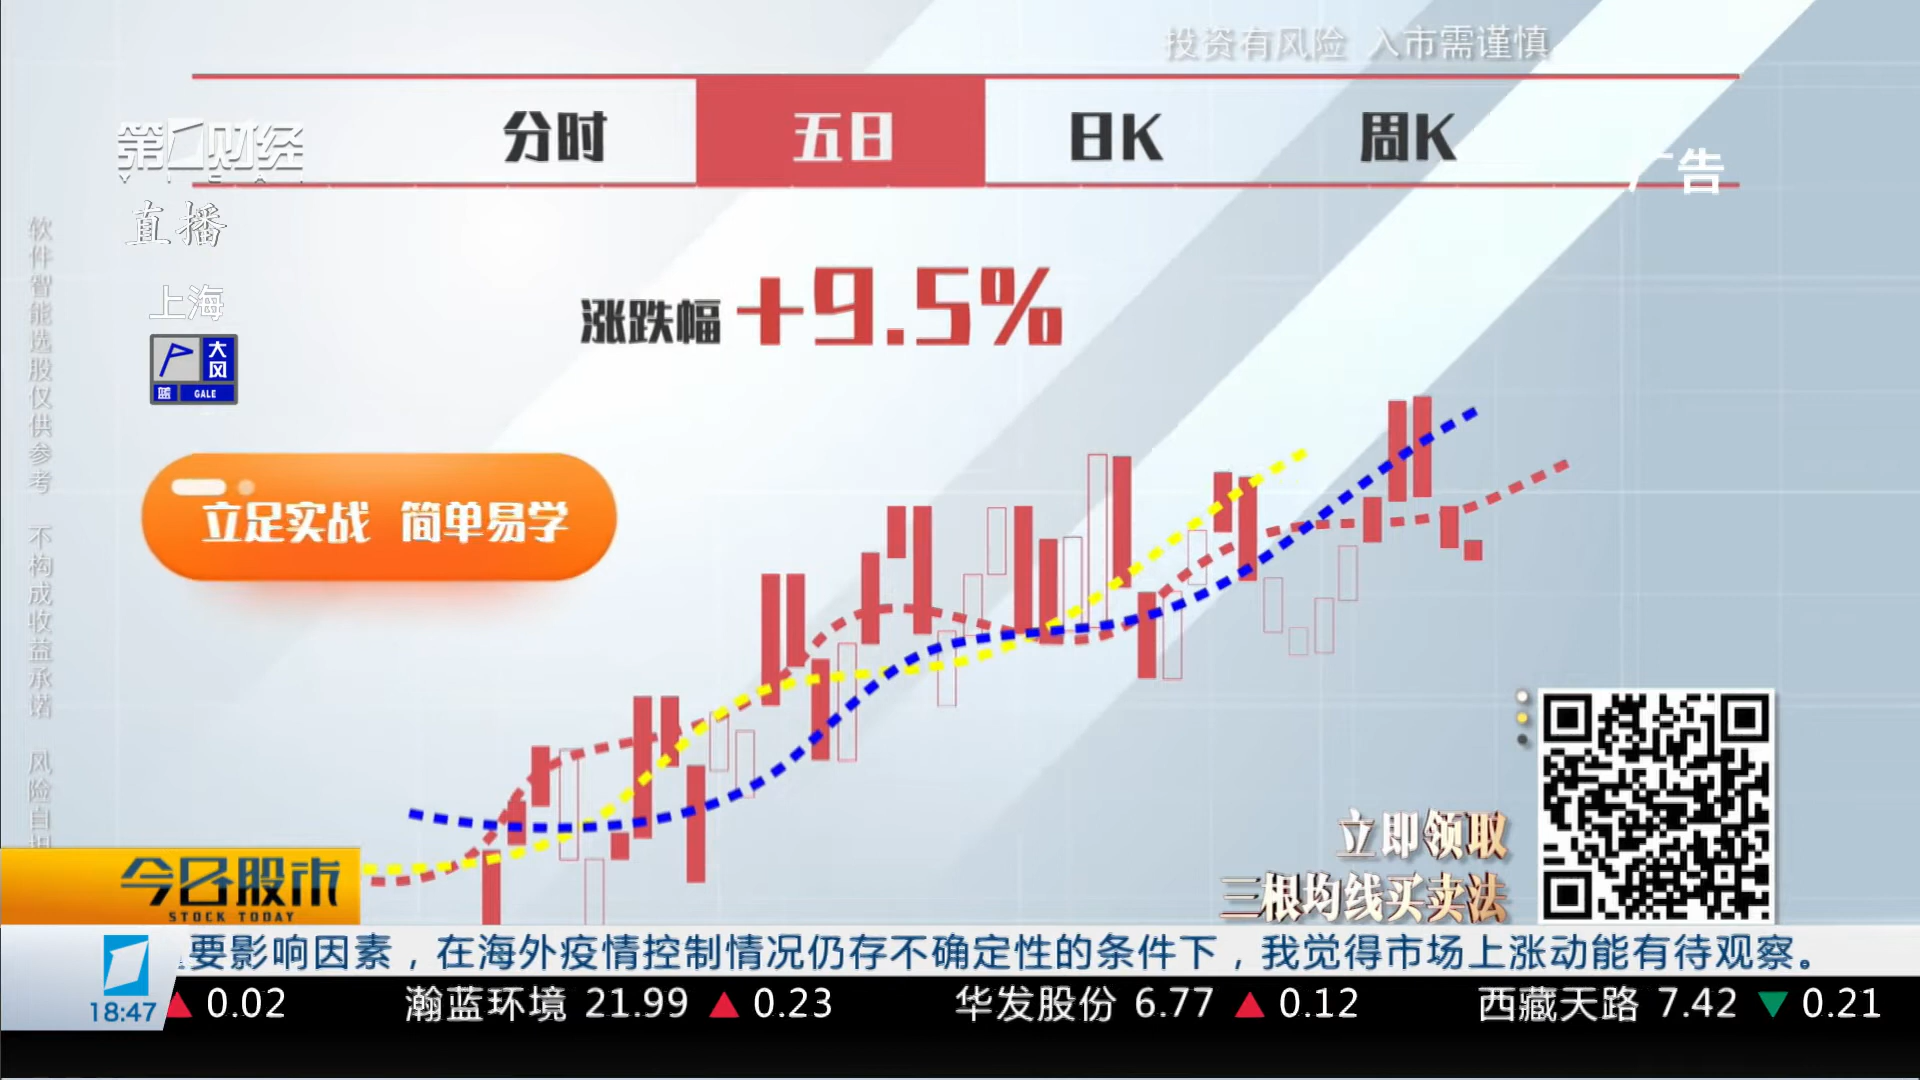 投资有风险 入市需谨慎
分时 五日 日K 周K
第1财经
YICAI
广告
直播
上海
大风
蓝 GALE
涨跌幅 +9.5%
立足实战 简单易学
软件智能选股仅供参考 不构成收益承诺 风险自担
立即领取
三根均线买卖法
今日股市
STOCK TODAY
要影响因素，在海外疫情控制情况仍存不确定性的条件下，我觉得市场上涨动能有待观察。
18:47
▲ 0.02 瀚蓝环境 21.99 ▲ 0.23 华发股份 6.77 ▲ 0.12 西藏天路 7.42 ▼ 0.21